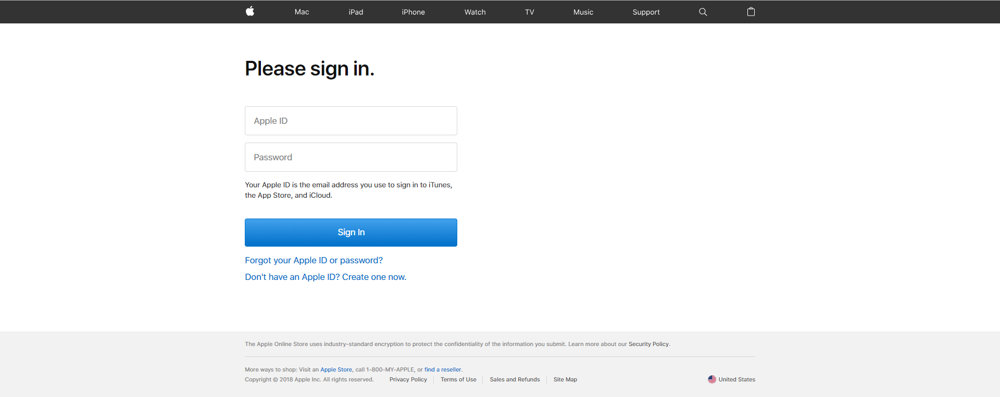 Mac iPad iPhone Watch TV Music Support
Please sign in.
Apple ID
Password
Your Apple ID is the email address you use to sign in to iTunes,
the App Store, and iCloud.
Sign In
Forgot your Apple ID or password?
Don't have an Apple ID? Create one now.
The Apple Online Store uses industry-standard encryption to protect the confidentiality of the information you submit. Learn more about our Security Policy.
More ways to shop: Visit an Apple Store, call 1-800-MY-APPLE, or find a reseller.
Copyright © 2018 Apple Inc. All rights reserved. Privacy Policy Terms of Use Sales and Refunds Site Map United States